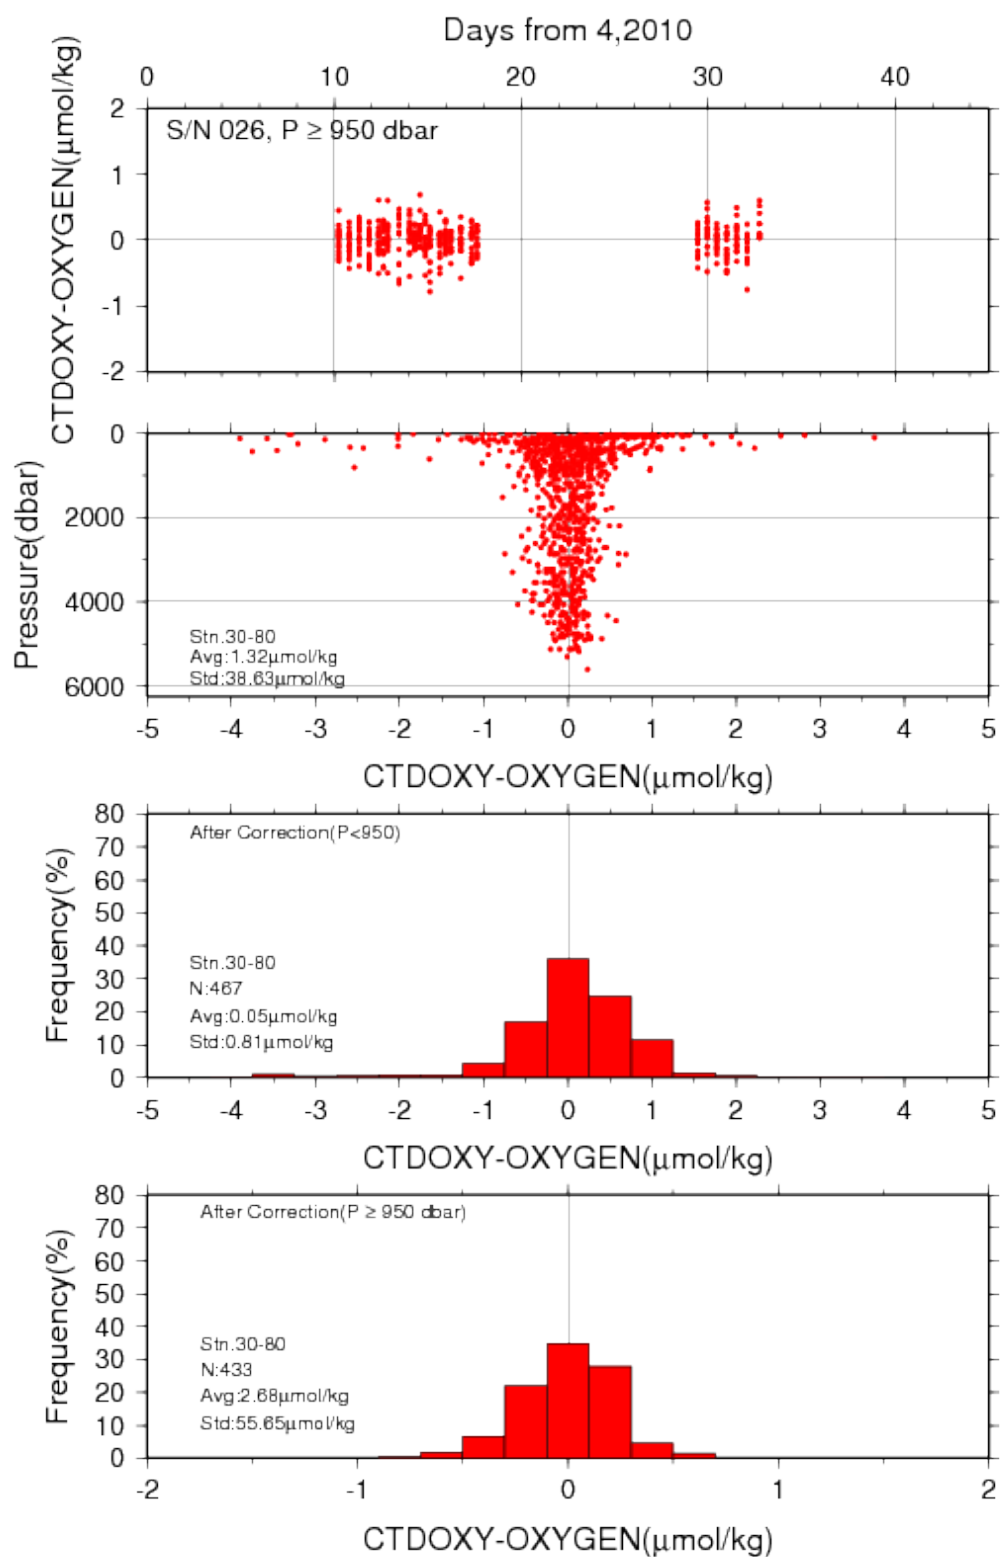 Days from 4,2010
0 10 20 30 40
CTDOXY-OXYGEN(μmol/kg)
2
1
0
-1
-2
S/N 026, P ≥ 950 dbar
Pressure(dbar)
0
2000
4000
6000
Stn.30-80
Avg:1.32μmol/kg
Std:38.63μmol/kg
-5 -4 -3 -2 -1 0 1 2 3 4 5
CTDOXY-OXYGEN(μmol/kg)
Frequency(%)
80
70
60
50
40
30
20
10
0
After Correction(P<950)
Stn.30-80
N:467
Avg:0.05μmol/kg
Std:0.81μmol/kg
-5 -4 -3 -2 -1 0 1 2 3 4 5
CTDOXY-OXYGEN(μmol/kg)
Frequency(%)
80
70
60
50
40
30
20
10
0
After Correction(P ≥ 950 dbar)
Stn.30-80
N:433
Avg:2.68μmol/kg
Std:55.65μmol/kg
-2 -1 0 1 2
CTDOXY-OXYGEN(μmol/kg)